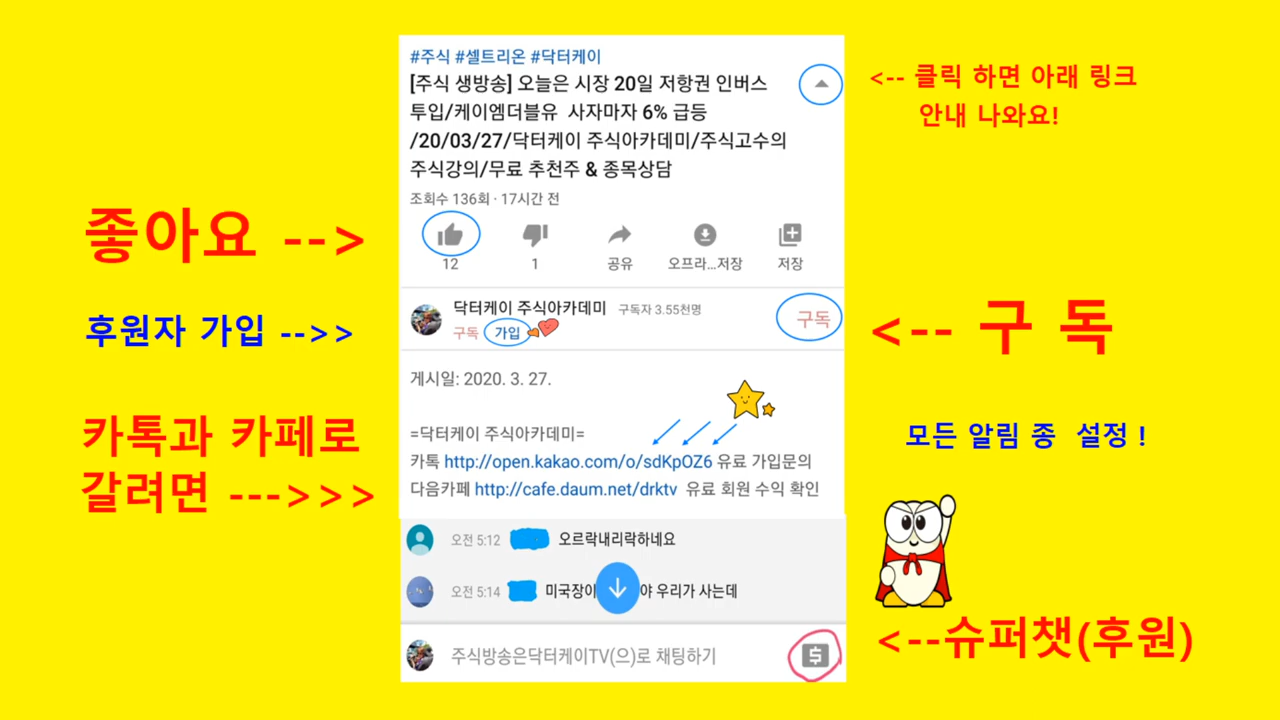 #주식 #셀트리온 #닥터케이
[주식 생방송] 오늘은 시장 20일 저항권 인버스
투입/케이엠더블유 사자마자 6% 급등
/20/03/27/닥터케이 주식아카데미/주식고수의
주식강의/무료 추천주 & 종목상담
조회수 136회 · 17시간 전
12
1
공유
오프라...저장
저장
<-- 클릭 하면 아래 링크
안내 나와요!
좋아요 -->
후원자 가입 -->>
카톡과 카페로
갈려면 --->>>
닥터케이 주식아카데미 구독자 3.55천명
구독 가입
구독
<-- 구 독
게시일: 2020. 3. 27.
모든 알림 종 설정 !
=닥터케이 주식아카데미=
카톡 http://open.kakao.com/o/sdKpOZ6 유료 가입문의
다음카페 http://cafe.daum.net/drktv 유료 회원 수익 확인
오전 5:12 오르락내리락하네요
오전 5:14 미국장이 야 우리가 사는데
주식방송은닥터케이TV(으)로 채팅하기
$
<--슈퍼챗(후원)